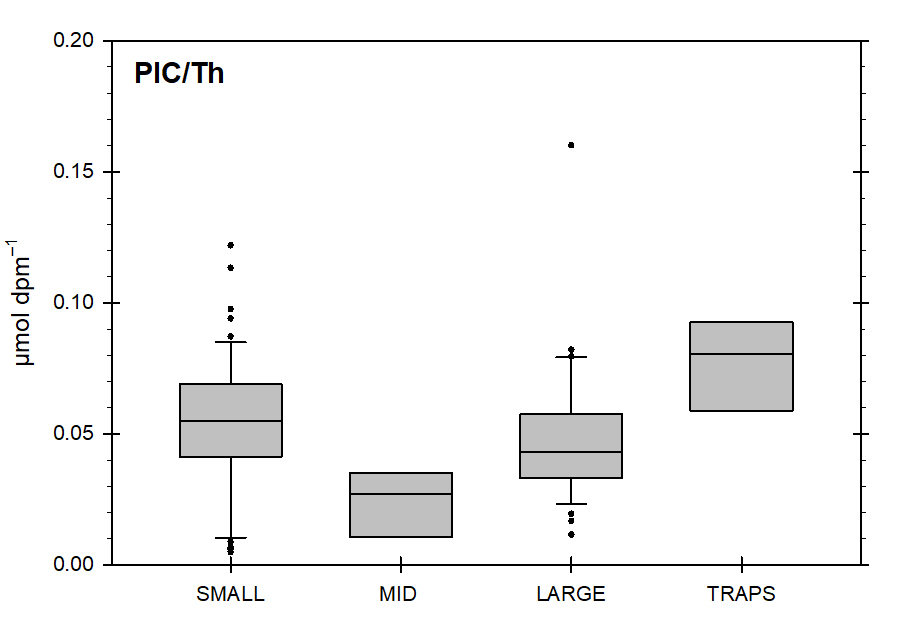 PIC/Th
0.20
0.15
0.10
0.05
0.00
µmol dpm⁻¹
SMALL MID LARGE TRAPS